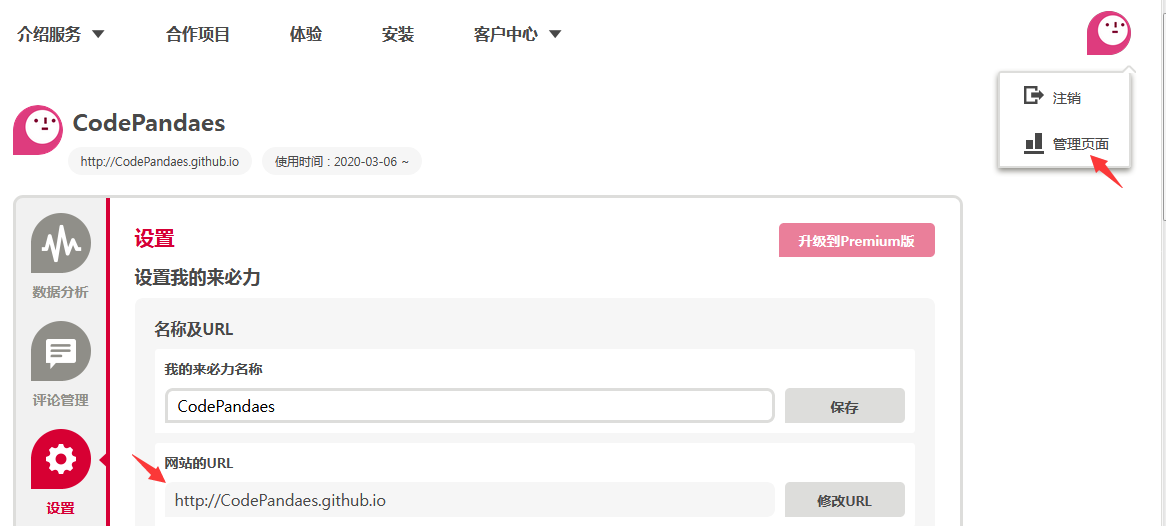 介绍服务
合作项目
体验
安装
客户中心
注销
管理页面
CodePandaes
http://CodePandaes.github.io
使用时间：2020-03-06 ~
数据分析
评论管理
设置
设置
升级到Premium版
设置我的来必力
名称及URL
我的来必力名称
CodePandaes
保存
网站的URL
http://CodePandaes.github.io
修改URL